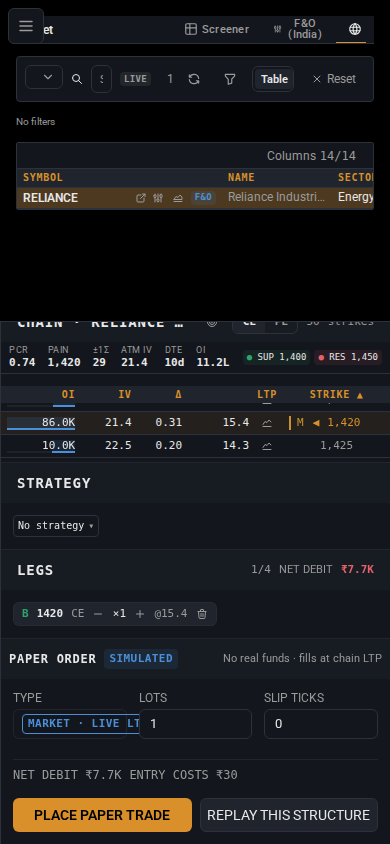 et Screener F&O (India)
LIVE 1 Table Reset
No filters
Columns 14/14
SYMBOL NAME SECTO
RELIANCE F&O Reliance Industri… Energy
CHAIN · RELIANCE …
PCR PAIN ±1Σ ATM IV DTE OI
0.74 1,420 29 21.4 10d 11.2L SUP 1,400 RES 1,450
OI IV Δ LTP STRIKE ▲
86.0K 21.4 0.31 15.4 M ◀ 1,420
10.0K 22.5 0.20 14.3 1,425
STRATEGY
No strategy ▾
LEGS 1/4 NET DEBIT ₹7.7K
B 1420 CE − ×1 + @15.4
PAPER ORDER SIMULATED No real funds · fills at chain LTP
TYPE LOTS SLIP TICKS
MARKET · LIVE LT 1 0
NET DEBIT ₹7.7K ENTRY COSTS ₹30
PLACE PAPER TRADE REPLAY THIS STRUCTURE